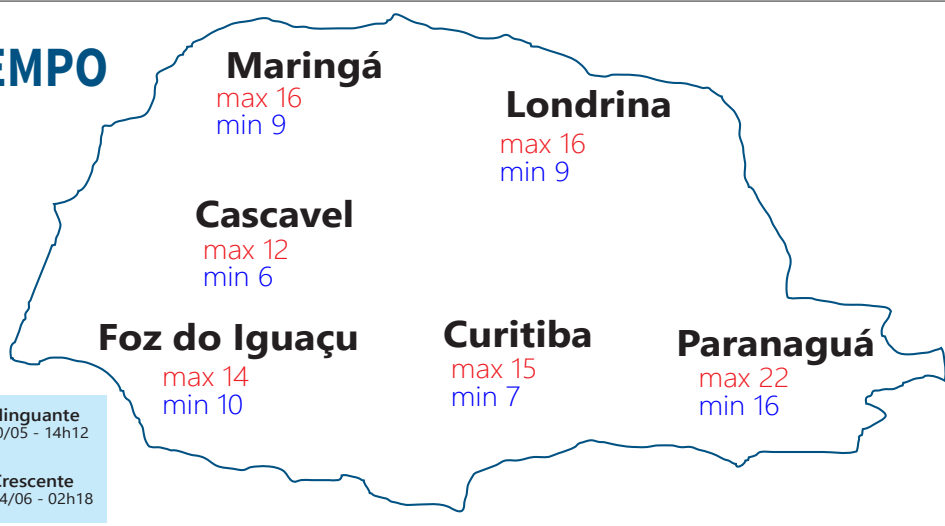 EMPO
Maringá
max 16
min 9
Londrina
max 16
min 9
Cascavel
max 12
min 6
Foz do Iguaçu
max 14
min 10
Curitiba
max 15
min 7
Paranaguá
max 22
min 16
inguante
0/05 - 14h12
Crescente
4/06 - 02h18